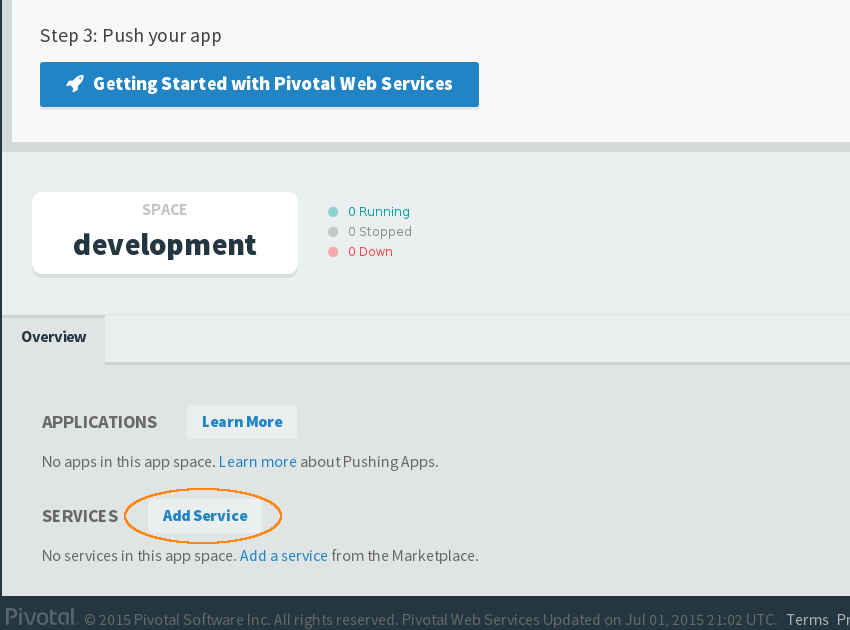 Step 3: Push your app
Getting Started with Pivotal Web Services
SPACE
development
0 Running
0 Stopped
0 Down
Overview
APPLICATIONS Learn More
No apps in this app space. Learn more about Pushing Apps.
SERVICES Add Service
No services in this app space. Add a service from the Marketplace.
Pivotal © 2015 Pivotal Software Inc. All rights reserved. Pivotal Web Services Updated on Jul 01, 2015 21:02 UTC. Terms